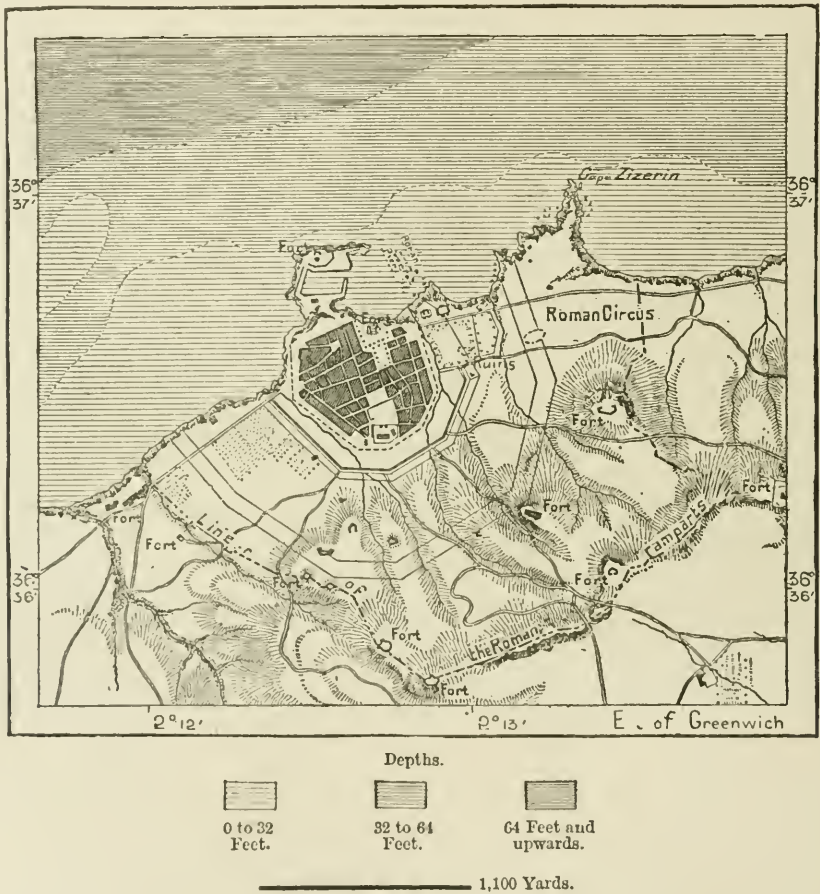 36°
37'
36°
37'
Cape Zizerin
Fort
Fort
Roman Circus
Ruins
Fort
Fort
Fort
Fort
Fort
Line
of
the Roman
Ramparts
Fort
Fort
Fort
Fort
36°
36'
36°
36'
2°12'
2°13'
E. of Greenwich
Depths.
0 to 32
Feet.
32 to 64
Feet.
64 Feet and
upwards.
1,100 Yards.